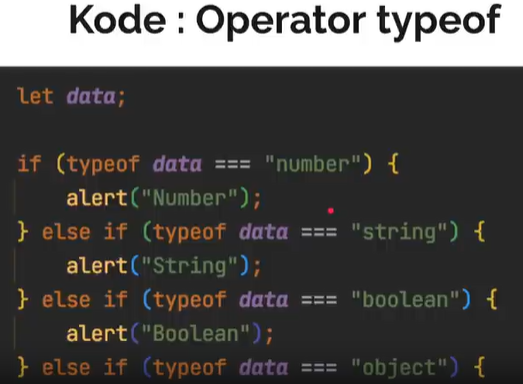 Kode : Operator typeof
let data;
if (typeof data === "number") {
alert("Number");
} else if (typeof data === "string") {
alert("String");
} else if (typeof data === "boolean") {
alert("Boolean");
} else if (typeof data === "object") {